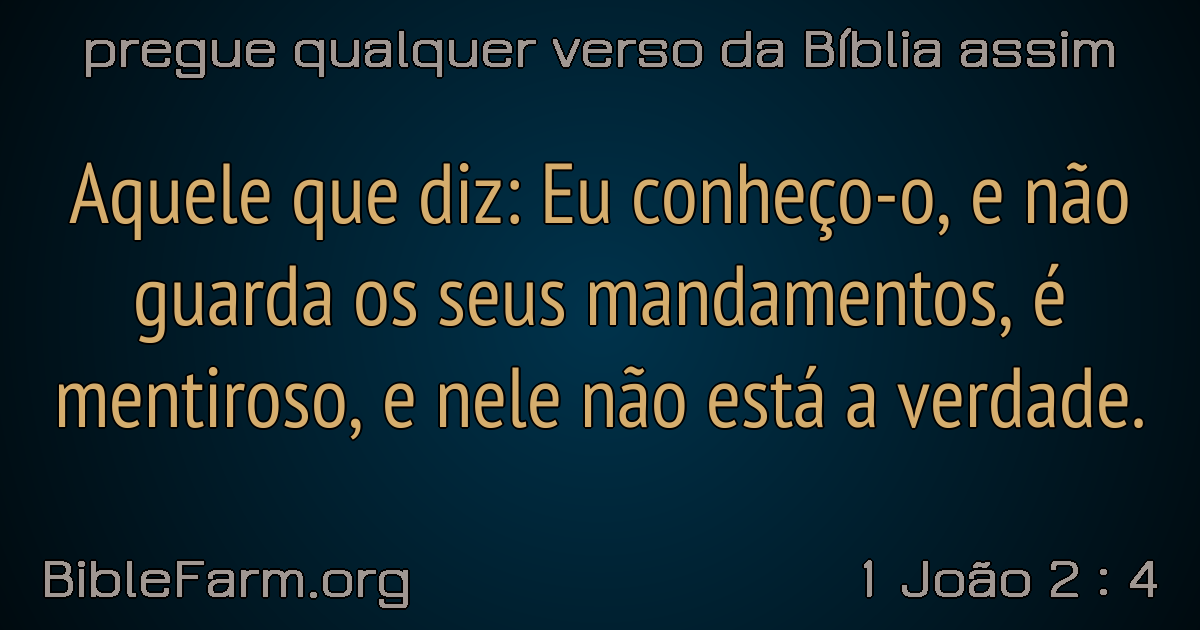 pregue qualquer verso da Bíblia assim
Aquele que diz: Eu conheço-o, e não
guarda os seus mandamentos, é
mentiroso, e nele não está a verdade.
BibleFarm.org
1 João 2 : 4